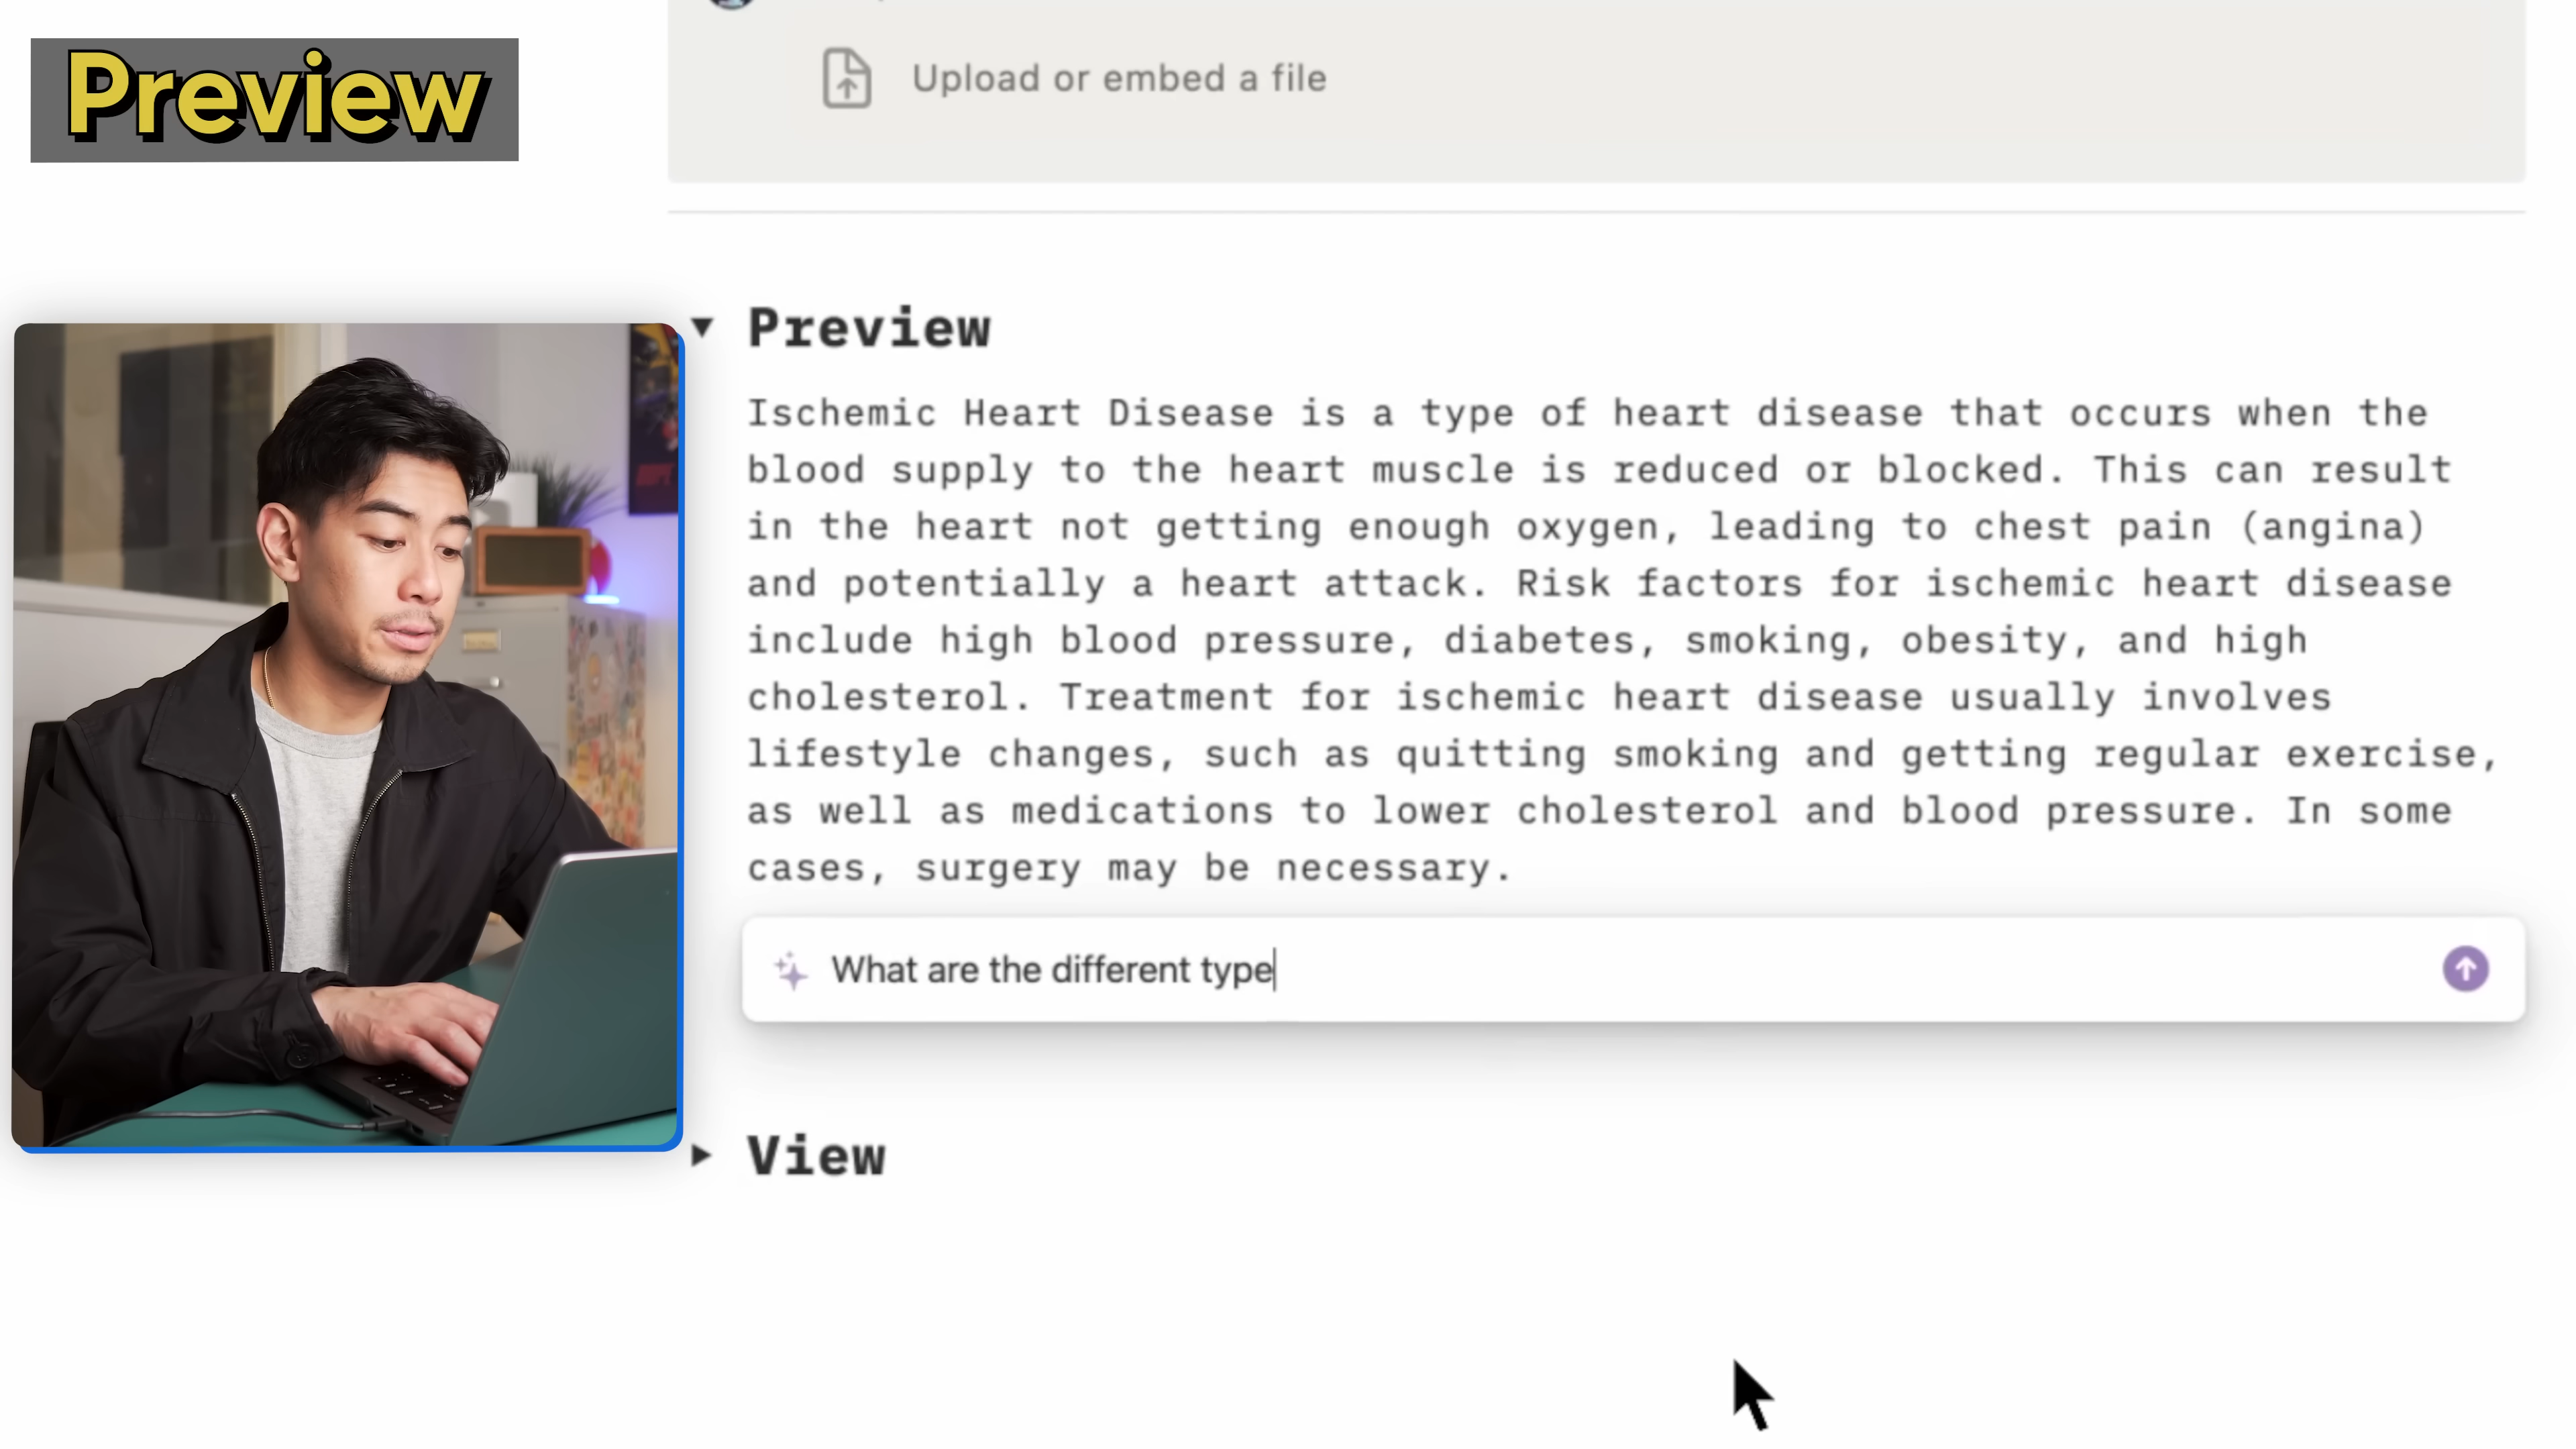 Preview
Upload or embed a file
Preview
Ischemic Heart Disease is a type of heart disease that occurs when the
blood supply to the heart muscle is reduced or blocked. This can result
in the heart not getting enough oxygen, leading to chest pain (angina)
and potentially a heart attack. Risk factors for ischemic heart disease
include high blood pressure, diabetes, smoking, obesity, and high
cholesterol. Treatment for ischemic heart disease usually involves
lifestyle changes, such as quitting smoking and getting regular exercise,
as well as medications to lower cholesterol and blood pressure. In some
cases, surgery may be necessary.
What are the different type
View